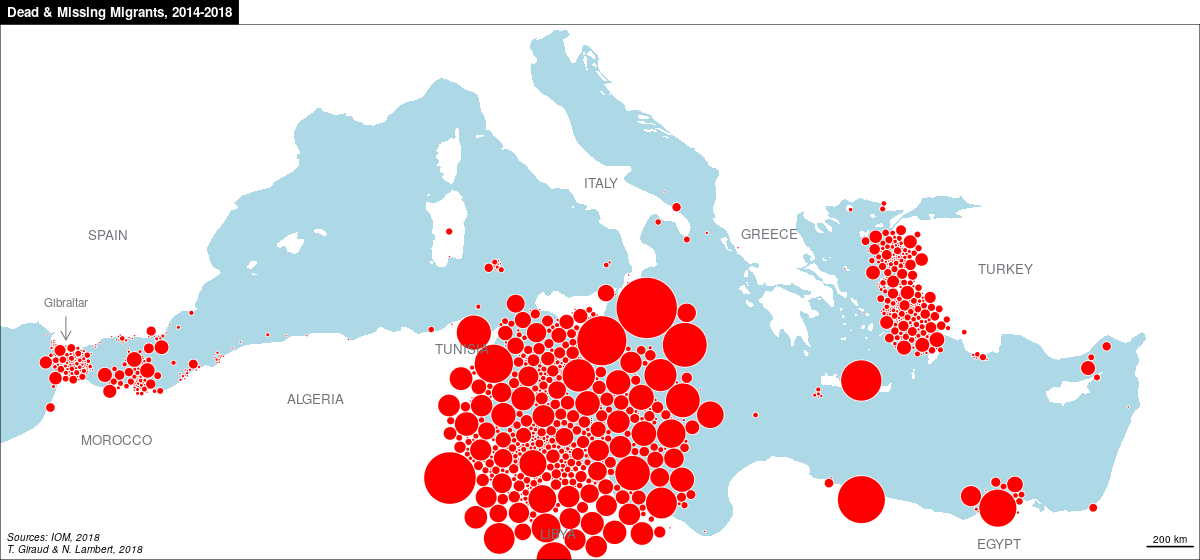 Dead & Missing Migrants, 2014-2018
ITALY
SPAIN
GREECE
TURKEY
Gibraltar
TUNISIA
ALGERIA
MOROCCO
LIBYA
EGYPT
Sources: IOM, 2018
T. Giraud & N. Lambert, 2018
200 km